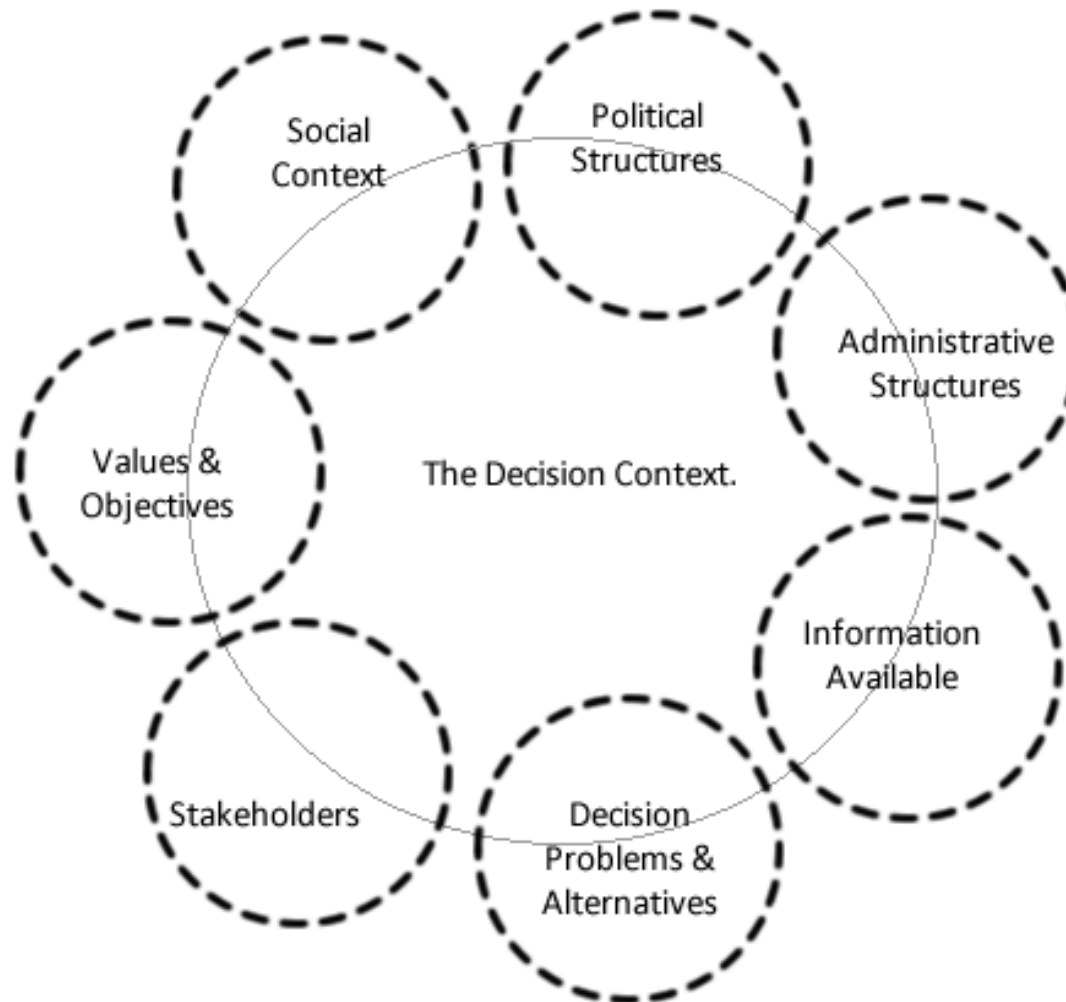 Social
Context
Political
Structures
Administrative
Structures
Values &
Objectives
The Decision Context.
Information
Available
Stakeholders
Decision
Problems &
Alternatives